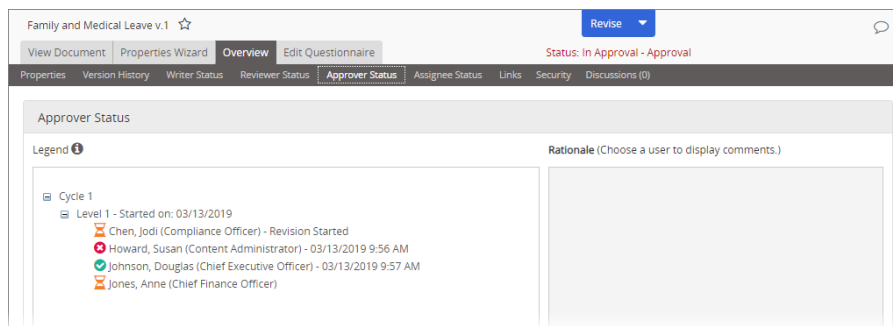 Family and Medical Leave v.1
Revise
View Document Properties Wizard Overview Edit Questionnaire
Status: In Approval - Approval
Properties Version History Writer Status Reviewer Status Approver Status Assignee Status Links Security Discussions (0)
Approver Status
Legend
Rationale (Choose a user to display comments.)
Cycle 1
Level 1 - Started on: 03/13/2019
Chen, Jodi (Compliance Officer) - Revision Started
Howard, Susan (Content Administrator) - 03/13/2019 9:56 AM
Johnson, Douglas (Chief Executive Officer) - 03/13/2019 9:57 AM
Jones, Anne (Chief Finance Officer)